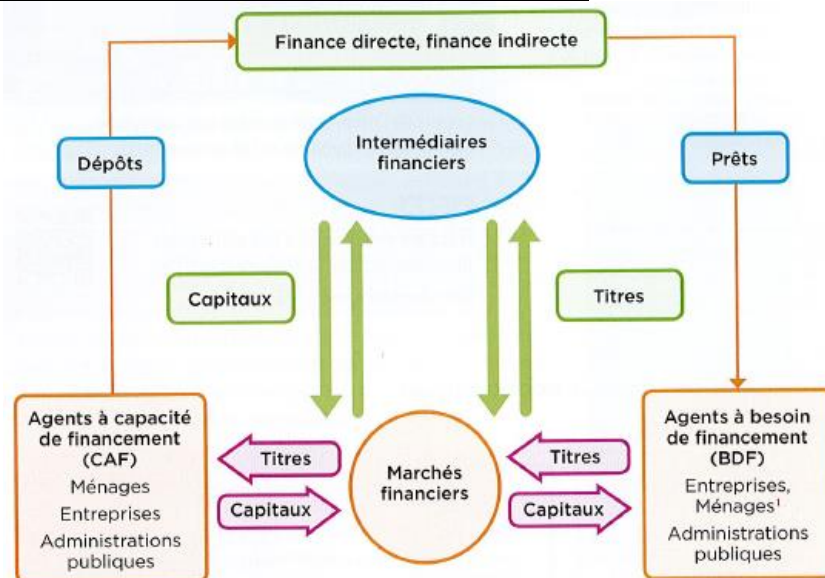 Finance directe, finance indirecte
Dépôts
Intermédiaires
financiers
Prêts
Capitaux
Titres
Agents à capacité
de financement
(CAF)
Ménages
Entreprises
Administrations
publiques
Titres
Capitaux
Marchés
financiers
Titres
Capitaux
Agents à besoin
de financement
(BDF)
Entreprises,
Ménages¹
Administrations
publiques